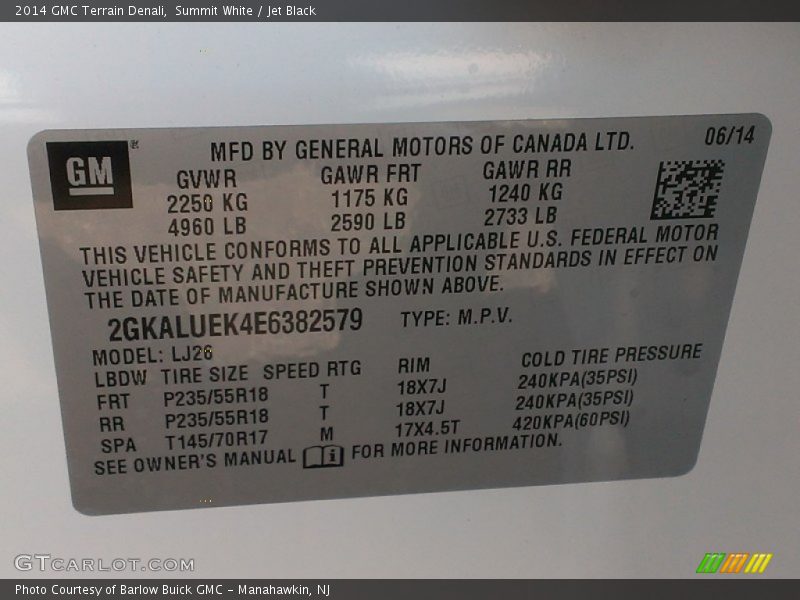 2014 GMC Terrain Denali, Summit White / Jet Black
GM®
MFD BY GENERAL MOTORS OF CANADA LTD. 06/14
GVWR GAWR FRT GAWR RR
2250 KG 1175 KG 1240 KG
4960 LB 2590 LB 2733 LB
THIS VEHICLE CONFORMS TO ALL APPLICABLE U.S. FEDERAL MOTOR
VEHICLE SAFETY AND THEFT PREVENTION STANDARDS IN EFFECT ON
THE DATE OF MANUFACTURE SHOWN ABOVE.
2GKALUEK4E6382579 TYPE: M.P.V.
MODEL: LJ26
LBDW TIRE SIZE SPEED RTG RIM COLD TIRE PRESSURE
FRT P235/55R18 T 18X7J 240KPA(35PSI)
RR P235/55R18 T 18X7J 240KPA(35PSI)
SPA T145/70R17 M 17X4.5T 420KPA(60PSI)
SEE OWNER'S MANUAL FOR MORE INFORMATION.
GTCARLOT.COM
Photo Courtesy of Barlow Buick GMC - Manahawkin, NJ